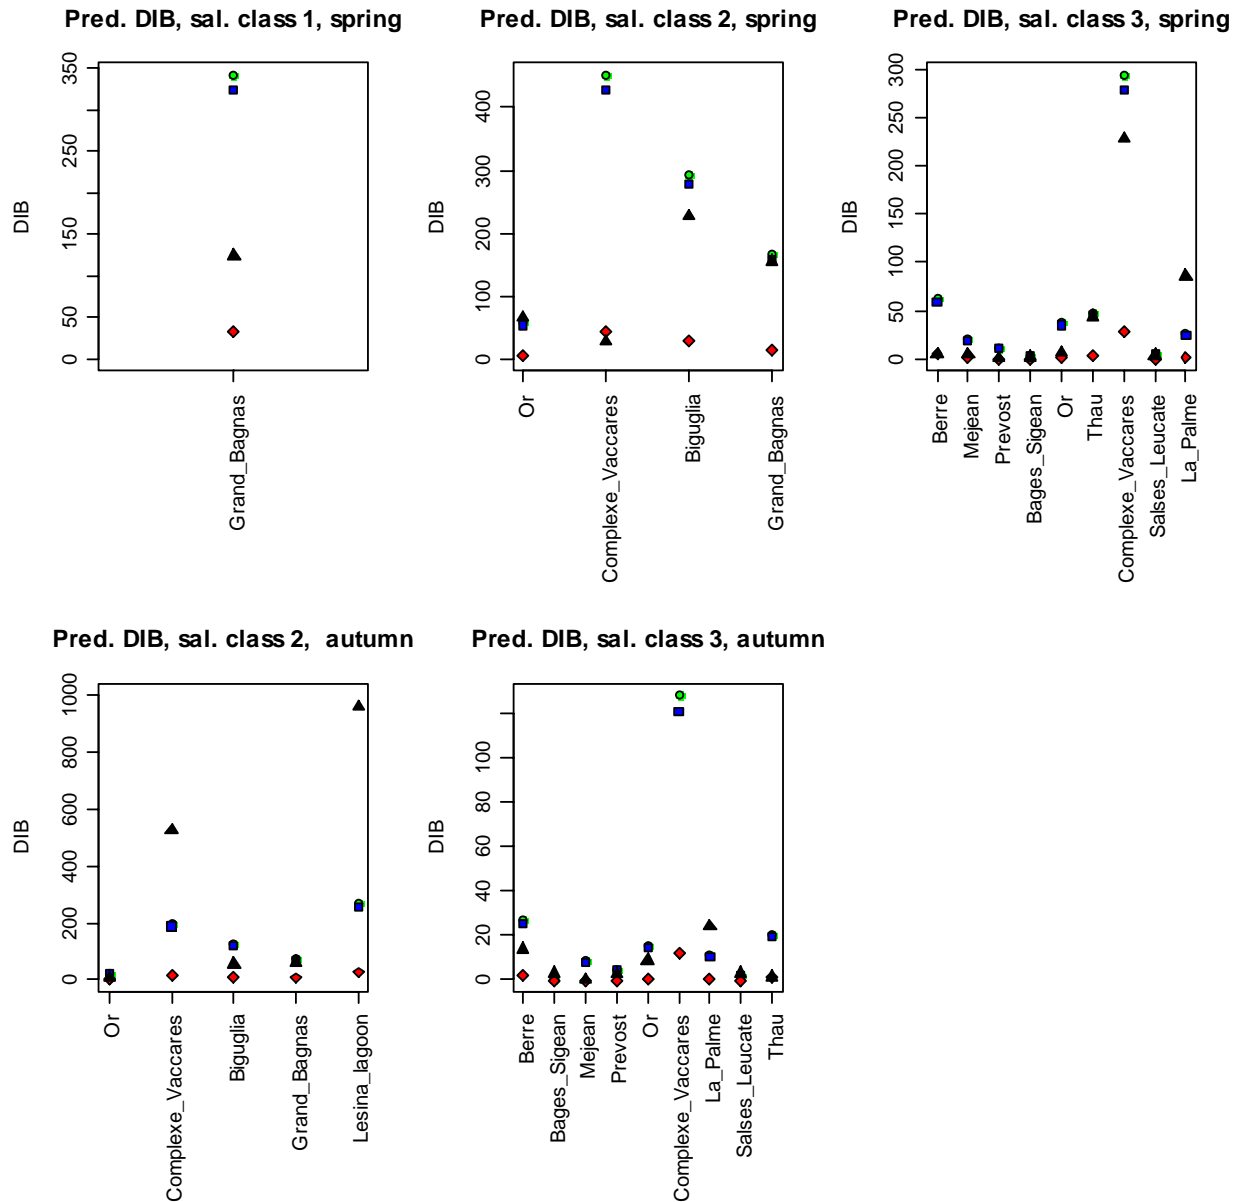 Pred. DIB, sal. class 1, spring
DIB
0
50
150
250
350
Grand_Bagnas
Pred. DIB, sal. class 2, spring
DIB
0
100
200
300
400
Or
Complexe_Vaccares
Biguglia
Grand_Bagnas
Pred. DIB, sal. class 3, spring
DIB
0
50
100
150
200
250
300
Berre
Mejean
Prevost
Bages_Sigean
Or
Thau
Complexe_Vaccares
Salses_Leucate
La_Palme
Pred. DIB, sal. class 2, autumn
DIB
0
200
400
600
800
1000
Or
Complexe_Vaccares
Biguglia
Grand_Bagnas
Lesina_lagoon
Pred. DIB, sal. class 3, autumn
DIB
0
20
40
60
80
100
Berre
Bages_Sigean
Mejean
Prevost
Or
Complexe_Vaccares
La_Palme
Salses_Leucate
Thau